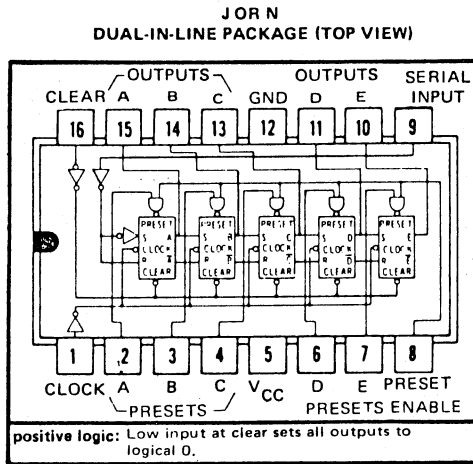 J OR N
DUAL-IN-LINE PACKAGE (TOP VIEW)
OUTPUTS OUTPUTS SERIAL
CLEAR A B C GND D E INPUT
16 15 14 13 12 11 10 9
PRESET PRESET PRESET PRESET PRESET
S A S B S C S D S E
CLOCK CLOCK CLOCK CLOCK CLOCK
R A R B R C R D R E
CLEAR CLEAR CLEAR CLEAR CLEAR
1 2 3 4 5 6 7 8
CLOCK A B C VCC D E PRESET
PRESETS PRESETS ENABLE
positive logic: Low input at clear sets all outputs to
logical 0.